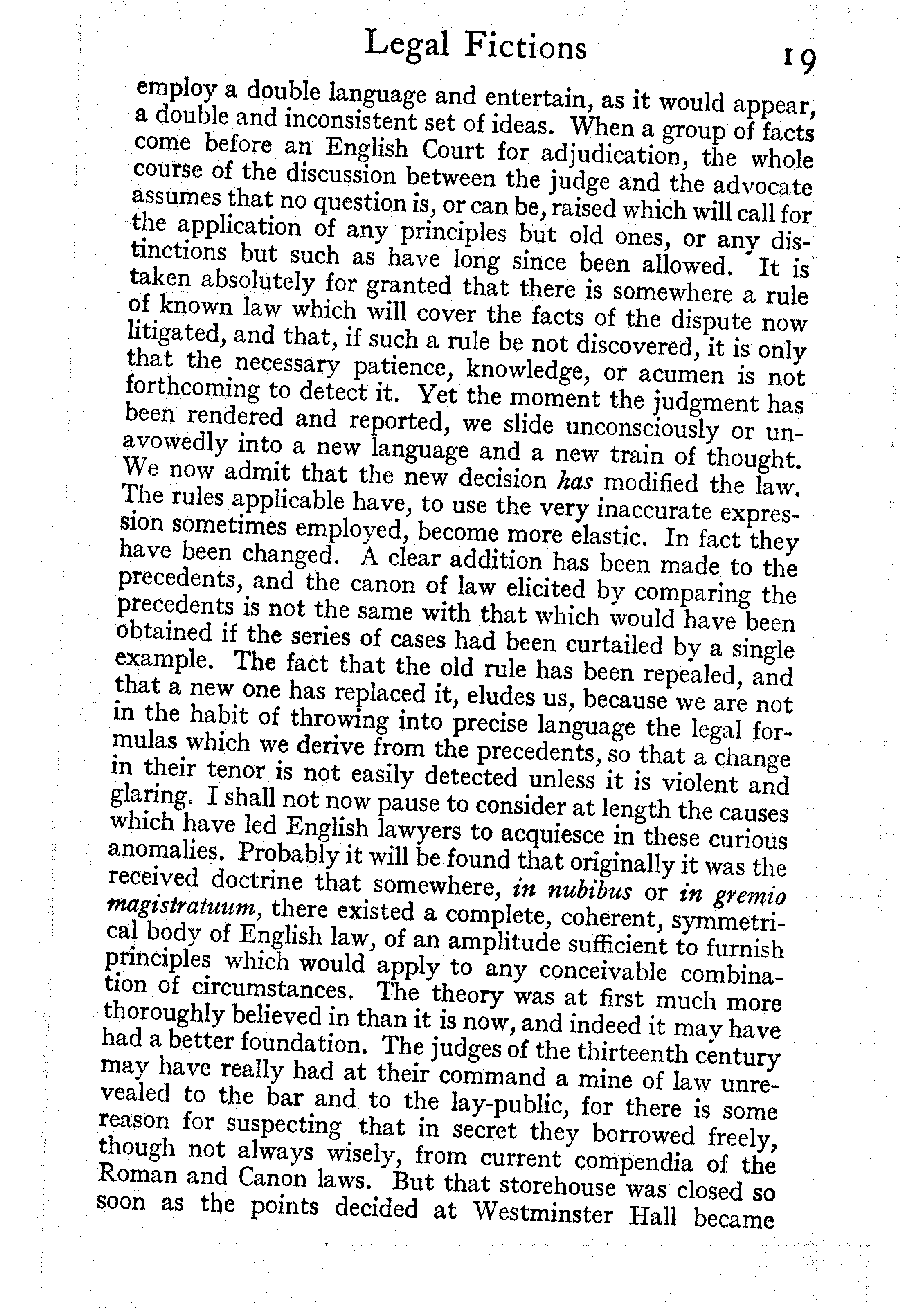 Legal Fictions 19
employ a double language and entertain, as it would appear,
a double and inconsistent set of ideas. When a group of facts
come before an English Court for adjudication, the whole
course of the discussion between the judge and the advocate
assumes that no question is, or can be, raised which will call for
the application of any principles but old ones, or any dis-
tinctions but such as have long since been allowed. It is
taken absolutely for granted that there is somewhere a rule
of known law which will cover the facts of the dispute now
litigated, and that, if such a rule be not discovered, it is only
that the necessary patience, knowledge, or acumen is not
forthcoming to detect it. Yet the moment the judgment has
been rendered and reported, we slide unconsciously or un-
avowedly into a new language and a new train of thought.
We now admit that the new decision has modified the law.
The rules applicable have, to use the very inaccurate expres-
sion sometimes employed, become more elastic. In fact they
have been changed. A clear addition has been made to the
precedents, and the canon of law elicited by comparing the
precedents is not the same with that which would have been
obtained if the series of cases had been curtailed by a single
example. The fact that the old rule has been repealed, and
that a new one has replaced it, eludes us, because we are not
in the habit of throwing into precise language the legal for-
mulas which we derive from the precedents, so that a change
in their tenor is not easily detected unless it is violent and
glaring. I shall not now pause to consider at length the causes
which have led English lawyers to acquiesce in these curious
anomalies. Probably it will be found that originally it was the
received doctrine that somewhere, in nubibus or in gremio
magistratuum, there existed a complete, coherent, symmetri-
cal body of English law, of an amplitude sufficient to furnish
principles which would apply to any conceivable combina-
tion of circumstances. The theory was at first much more
thoroughly believed in than it is now, and indeed it may have
had a better foundation. The judges of the thirteenth century
may have really had at their command a mine of law unre-
vealed to the bar and to the lay-public, for there is some
reason for suspecting that in secret they borrowed freely,
though not always wisely, from current compendia of the
Roman and Canon laws. But that storehouse was closed so
soon as the points decided at Westminster Hall became